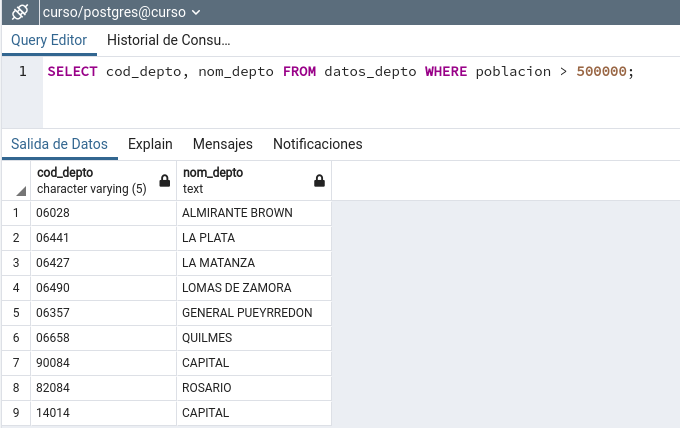 curso/postgres@curso
Query Editor Historial de Consu...
1 SELECT cod_depto, nom_depto FROM datos_depto WHERE poblacion > 500000;
Salida de Datos Explain Mensajes Notificaciones
cod_depto nom_depto
character varying (5) text
1 06028 ALMIRANTE BROWN
2 06441 LA PLATA
3 06427 LA MATANZA
4 06490 LOMAS DE ZAMORA
5 06357 GENERAL PUEYRREDON
6 06658 QUILMES
7 90084 CAPITAL
8 82084 ROSARIO
9 14014 CAPITAL